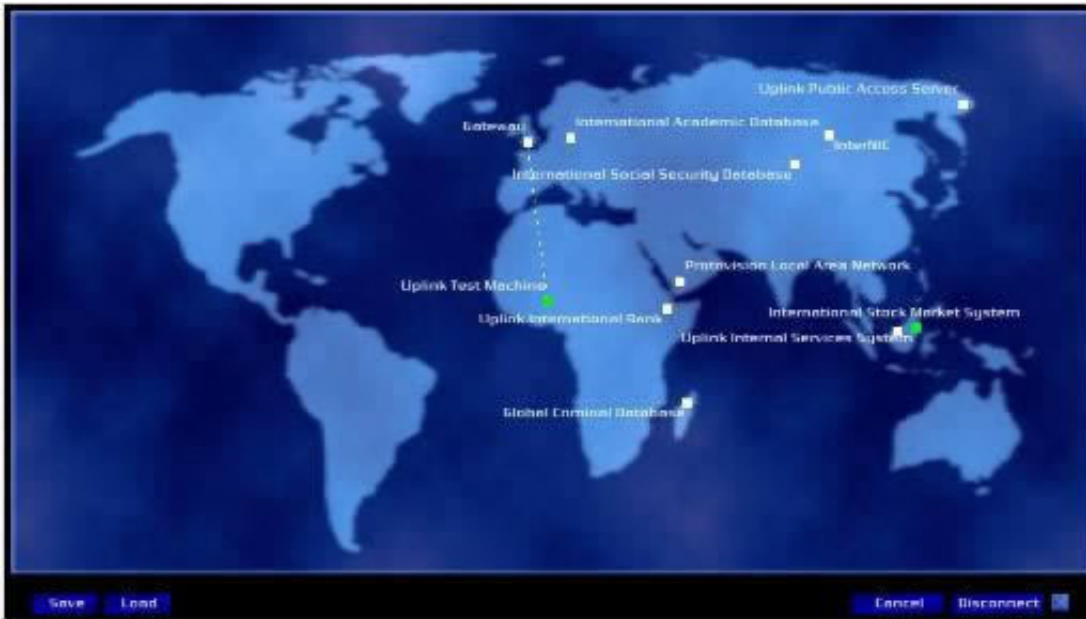 Uplink Public Access Server
Gateway
International Academic Database
InterNIC
International Social Security Database
Protovision Local Area Network
Uplink Test Machine
Uplink International Bank
International Stock Market System
Uplink Internal Services System
Global Criminal Database
Save
Load
Cancel
Disconnect